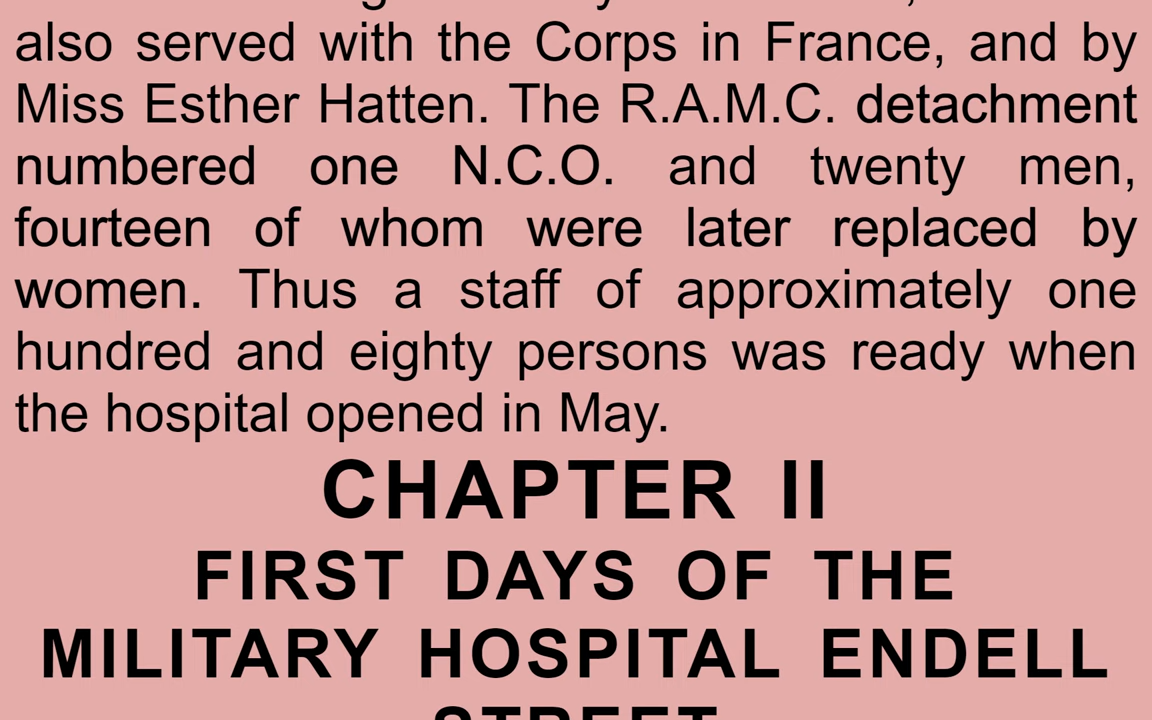 also served with the Corps in France, and by
Miss Esther Hatten. The R.A.M.C. detachment
numbered one N.C.O. and twenty men,
fourteen of whom were later replaced by
women. Thus a staff of approximately one
hundred and eighty persons was ready when
the hospital opened in May.
CHAPTER II
FIRST DAYS OF THE
MILITARY HOSPITAL ENDELL
STREET